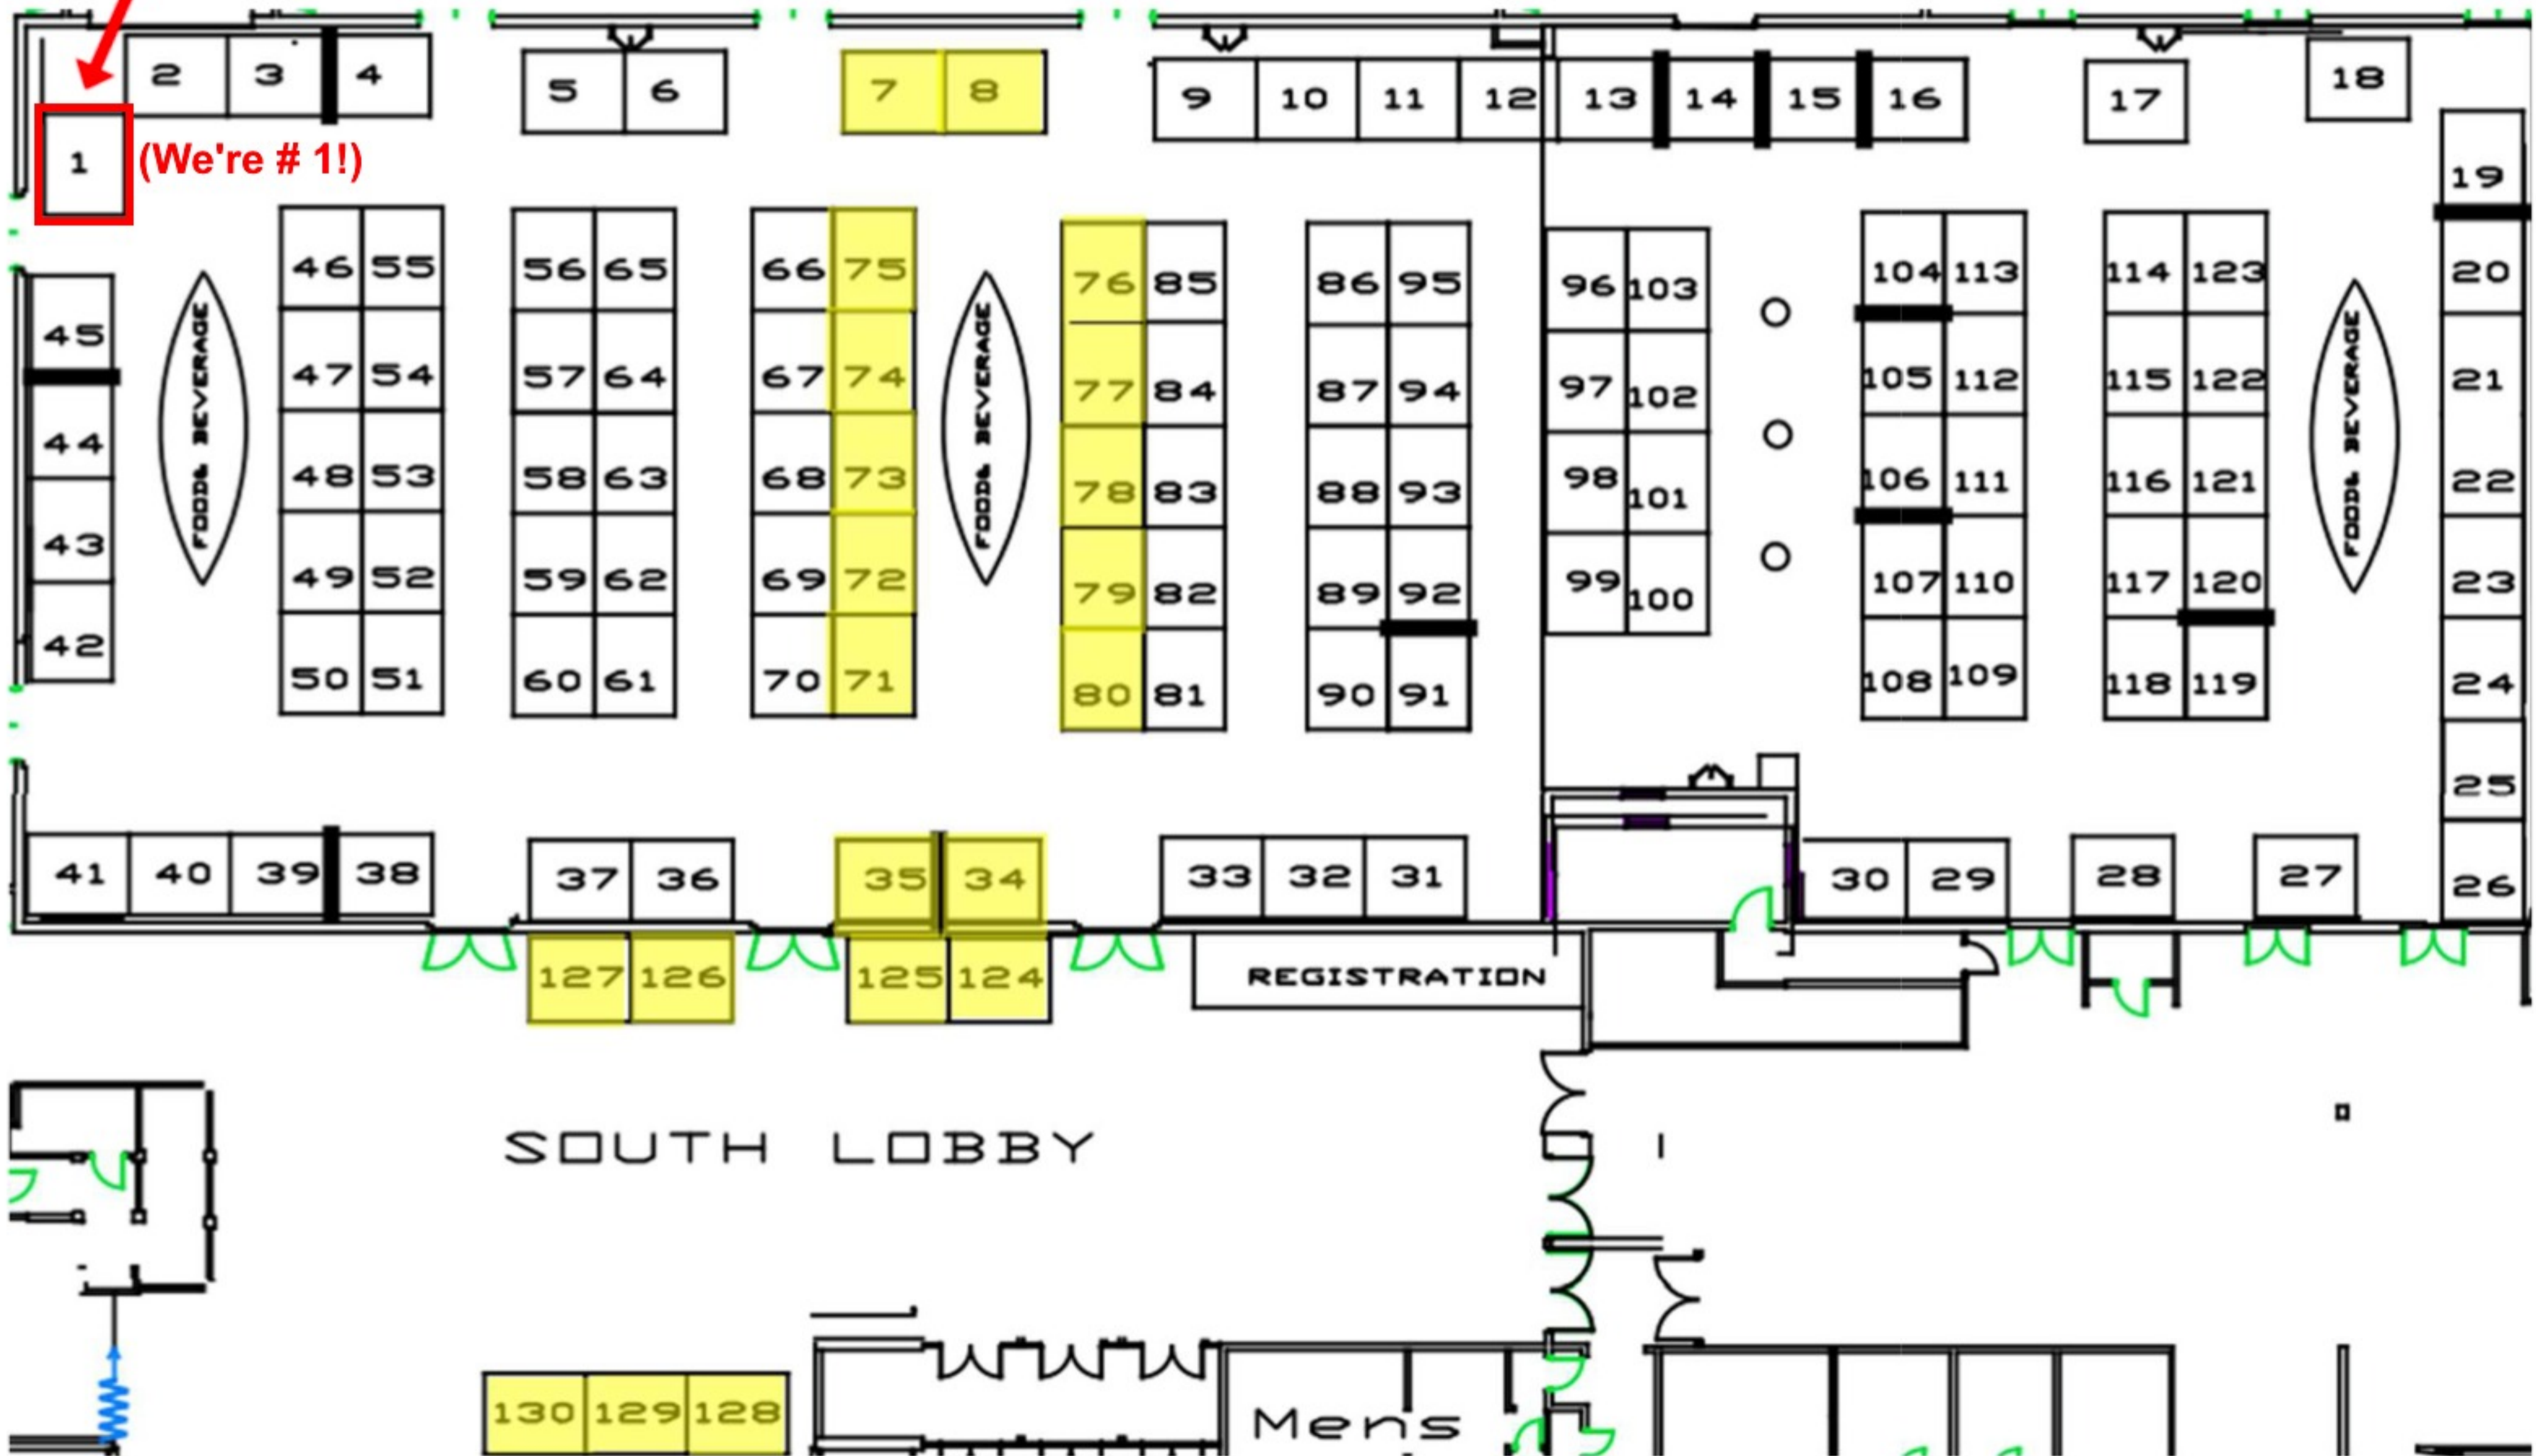 2 3 4 5 6 7 8 9 10 11 12 13 14 15 16 17 18
1 (We're # 1!)
19
46 55 56 65 66 75 76 85 86 95 96 103 104 113 114 123 20
45
47 54 57 64 67 74 77 84 87 94 97 102 105 112 115 122 21
44
48 53 58 63 68 73 78 83 88 93 98 101 106 111 116 121 22
FOOD& BEVERAGE
FOOD& BEVERAGE
FOOD& BEVERAGE
43
49 52 59 62 69 72 79 82 89 92 99 100 107 110 117 120 23
42
50 51 60 61 70 71 80 81 90 91 108 109 118 119 24
25
41 40 39 38 37 36 35 34 33 32 31 30 29 28 27 26
127 126 125 124 REGISTRATION
SOUTH LOBBY
130 129 128 Mens